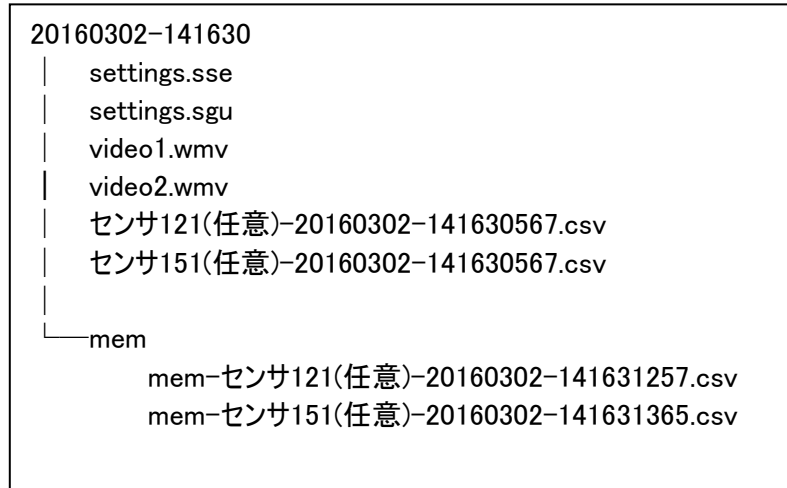 20160302-141630
│ settings.sse
│ settings.sgu
│ video1.wmv
│ video2.wmv
│ センサ121(任意)-20160302-141630567.csv
│ センサ151(任意)-20160302-141630567.csv
│
└─mem
mem-センサ121(任意)-20160302-141631257.csv
mem-センサ151(任意)-20160302-141631365.csv